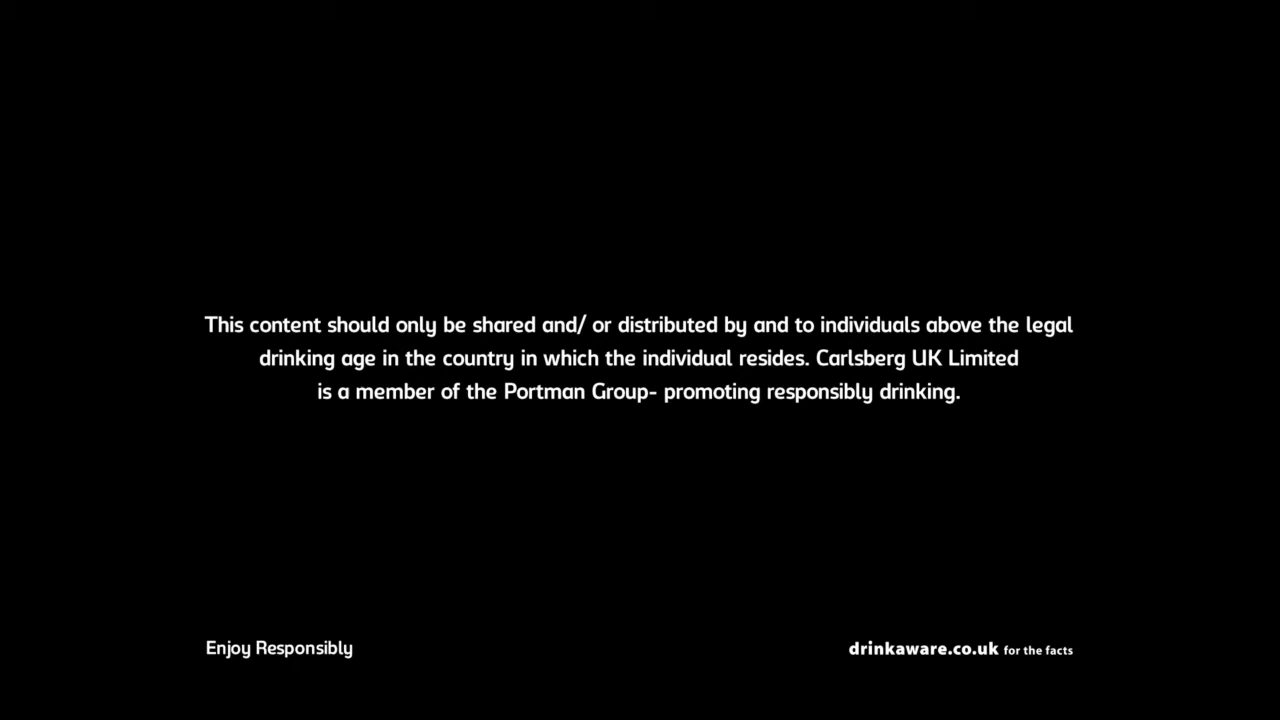 This content should only be shared and/ or distributed by and to individuals above the legal
drinking age in the country in which the individual resides. Carlsberg UK Limited
is a member of the Portman Group- promoting responsibly drinking.
Enjoy Responsibly
drinkaware.co.uk for the facts